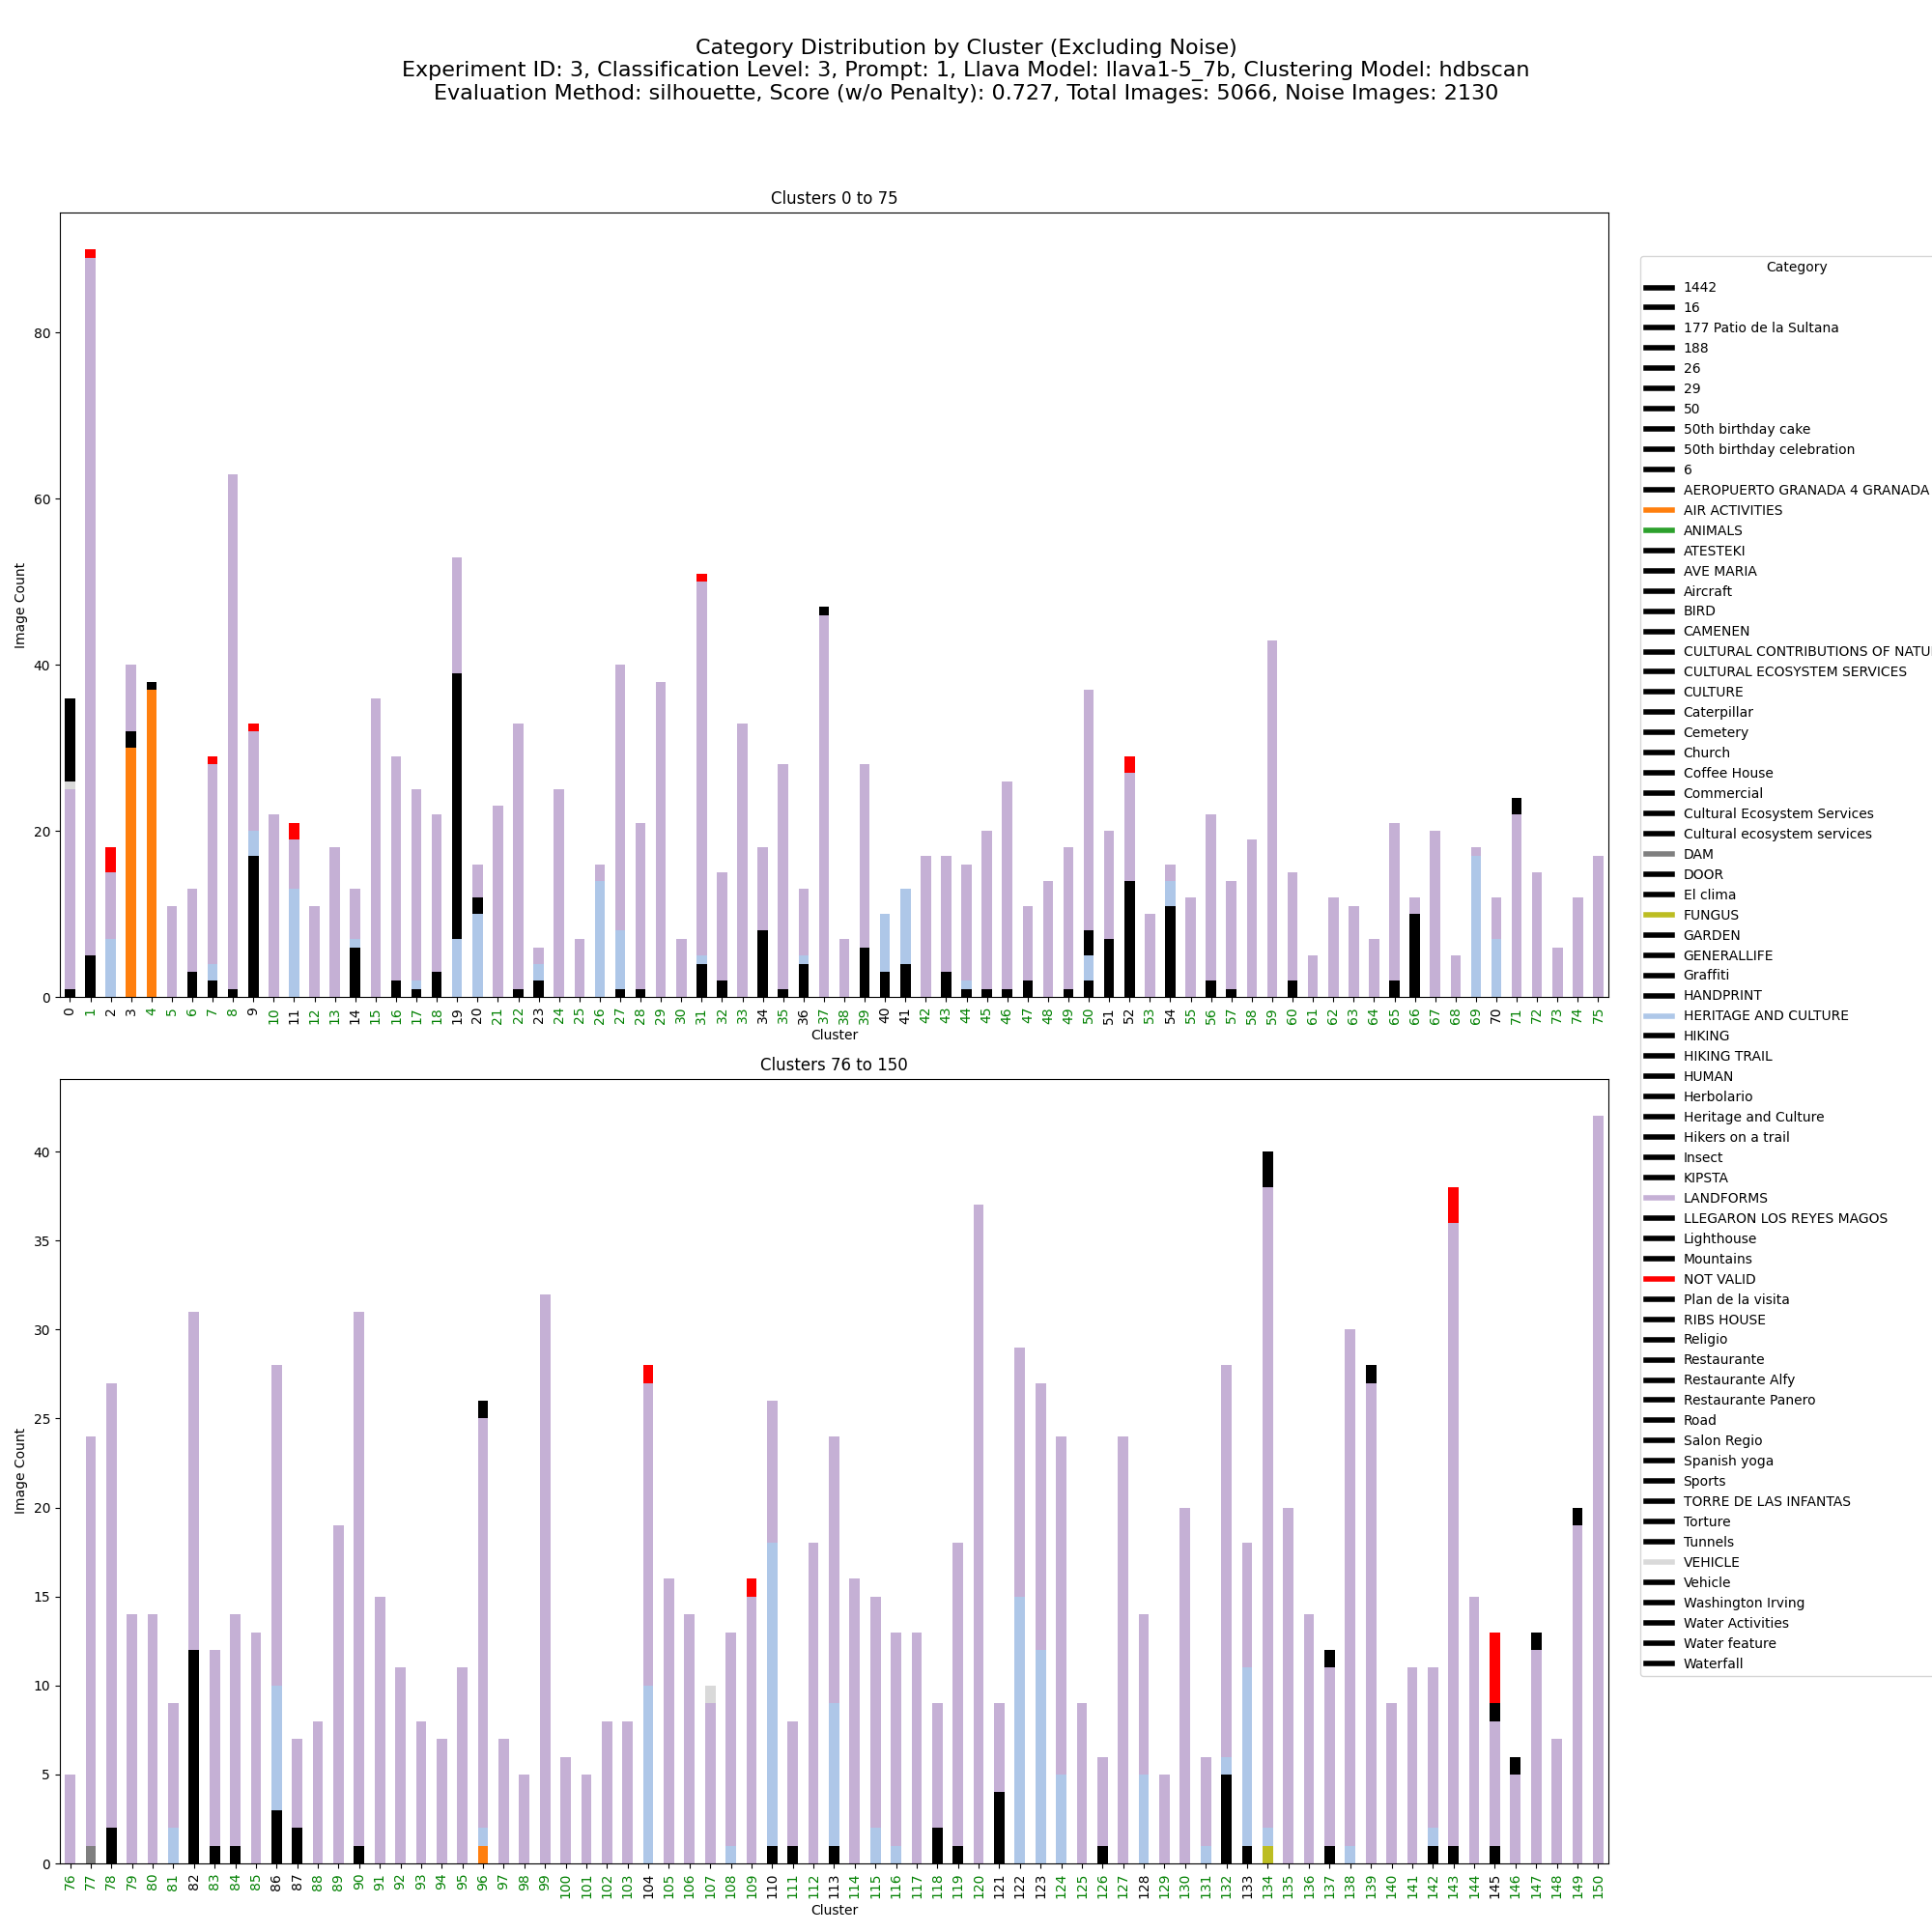 Category Distribution by Cluster (Excluding Noise)
Experiment ID: 3, Classification Level: 3, Prompt: 1, Llava Model: llava1-5_7b, Clustering Model: hdbscan
Evaluation Method: silhouette, Score (w/o Penalty): 0.727, Total Images: 5066, Noise Images: 2130
Clusters 0 to 75
Image Count
80
60
40
20
0
0 1 2 3 4 5 6 7 8 9 10 11 12 13 14 15 16 17 18 19 20 21 22 23 24 25 26 27 28 29 30 31 32 33 34 35 36 37 38 39 40 41 42 43 44 45 46 47 48 49 50 51 52 53 54 55 56 57 58 59 60 61 62 63 64 65 66 67 68 69 70 71 72 73 74 75
Cluster
Clusters 76 to 150
Image Count
40
35
30
25
20
15
10
5
0
76 77 78 79 80 81 82 83 84 85 86 87 88 89 90 91 92 93 94 95 96 97 98 99 100 101 102 103 104 105 106 107 108 109 110 111 112 113 114 115 116 117 118 119 120 121 122 123 124 125 126 127 128 129 130 131 132 133 134 135 136 137 138 139 140 141 142 143 144 145 146 147 148 149 150
Cluster
Category
1442
16
177 Patio de la Sultana
188
26
29
50
50th birthday cake
50th birthday celebration
6
AEROPUERTO GRANADA 4 GRANADA
AIR ACTIVITIES
ANIMALS
ATESTEKI
AVE MARIA
Aircraft
BIRD
CAMENEN
CULTURAL CONTRIBUTIONS OF NATU
CULTURAL ECOSYSTEM SERVICES
CULTURE
Caterpillar
Cemetery
Church
Coffee House
Commercial
Cultural Ecosystem Services
Cultural ecosystem services
DAM
DOOR
El clima
FUNGUS
GARDEN
GENERALLIFE
Graffiti
HANDPRINT
HERITAGE AND CULTURE
HIKING
HIKING TRAIL
HUMAN
Herbolario
Heritage and Culture
Hikers on a trail
Insect
KIPSTA
LANDFORMS
LLEGARON LOS REYES MAGOS
Lighthouse
Mountains
NOT VALID
Plan de la visita
RIBS HOUSE
Religio
Restaurante
Restaurante Alfy
Restaurante Panero
Road
Salon Regio
Spanish yoga
Sports
TORRE DE LAS INFANTAS
Torture
Tunnels
VEHICLE
Vehicle
Washington Irving
Water Activities
Water feature
Waterfall